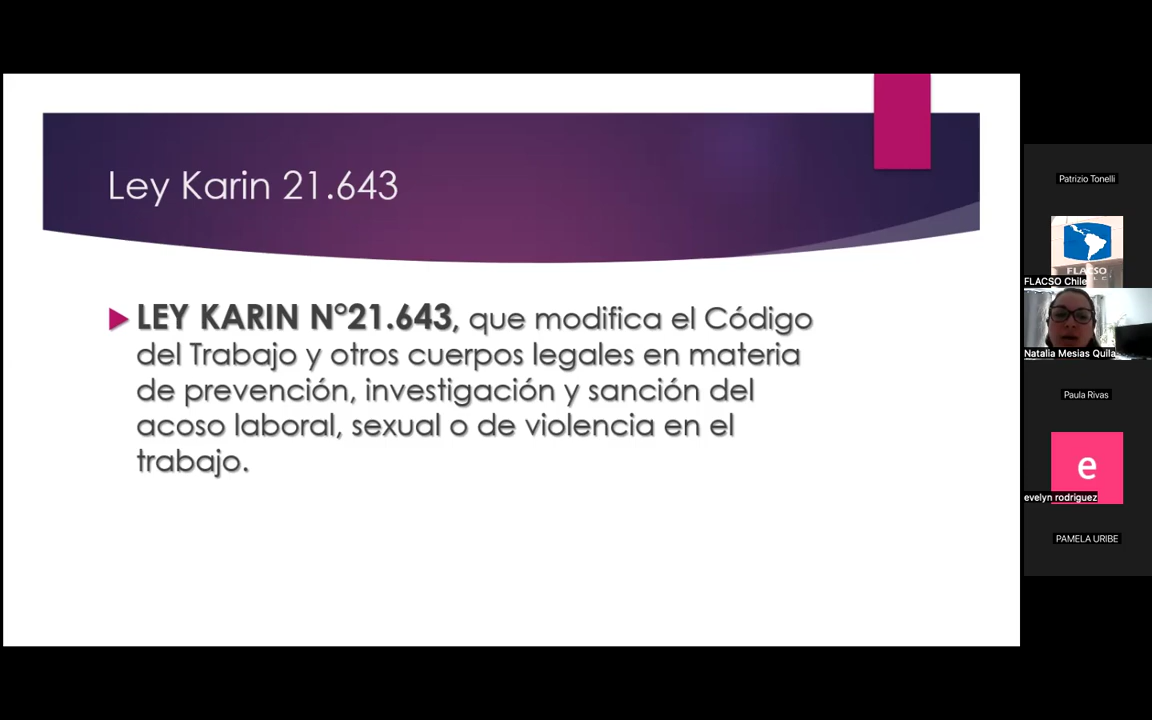 Ley Karin 21.643
LEY KARIN N°21.643, que modifica el Código
del Trabajo y otros cuerpos legales en materia
de prevención, investigación y sanción del
acoso laboral, sexual o de violencia en el
trabajo.
Patrizio Tonelli
FLACSO
FLACSO Chile
Natalia Mesias Quila
Paula Rivas
e
evelyn rodriguez
PAMELA URIBE